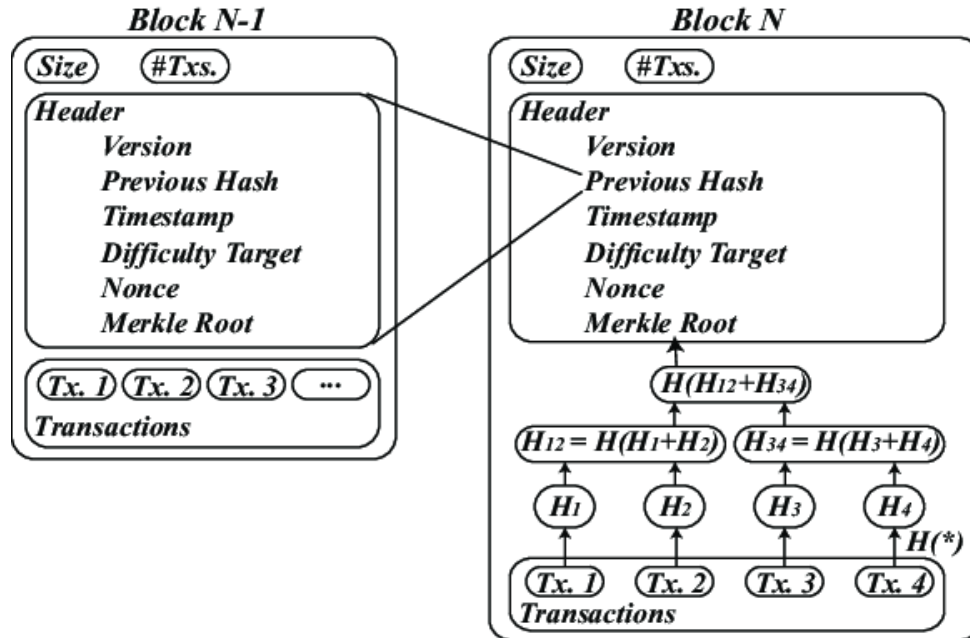 Block N-1
Size #Txs.
Header
Version
Previous Hash
Timestamp
Difficulty Target
Nonce
Merkle Root
Tx. 1 Tx. 2 Tx. 3 ...
Transactions
Block N
Size #Txs.
Header
Version
Previous Hash
Timestamp
Difficulty Target
Nonce
Merkle Root
H(H12+H34)
H12 = H(H1+H2) H34 = H(H3+H4)
H1 H2 H3 H4
H(*)
Tx. 1 Tx. 2 Tx. 3 Tx. 4
Transactions